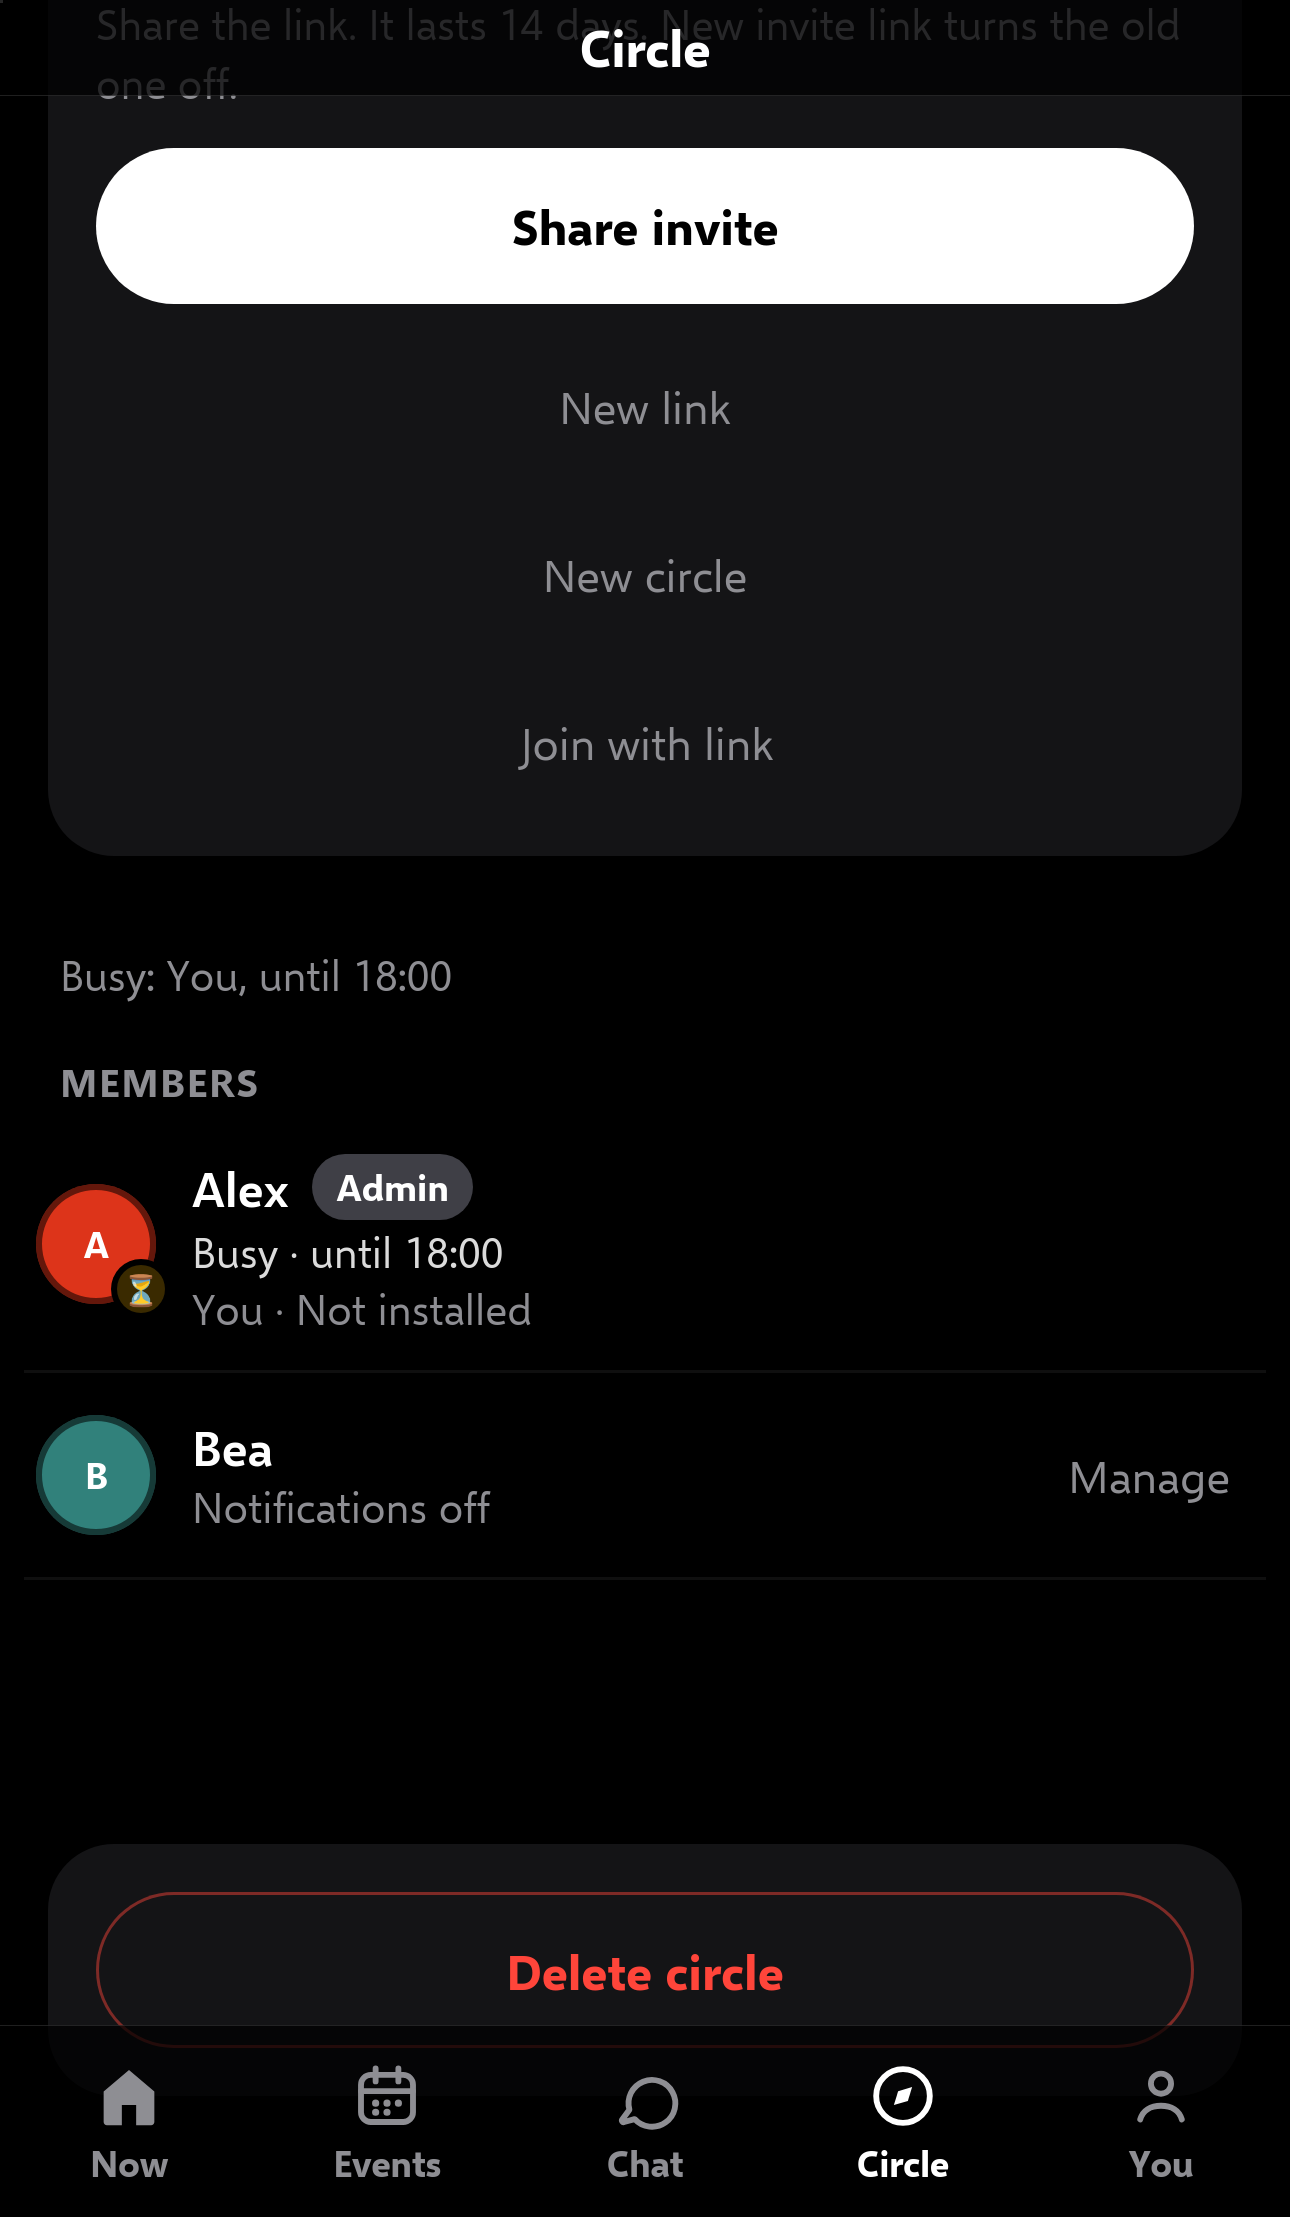 Share the link. It lasts 14 days. New invite link turns the old
one off.
Circle
Share invite
New link
New circle
Join with link
Busy: You, until 18:00
MEMBERS
A
Alex Admin
Busy · until 18:00
You · Not installed
B
Bea
Notifications off
Manage
Delete circle
Now Events Chat Circle You